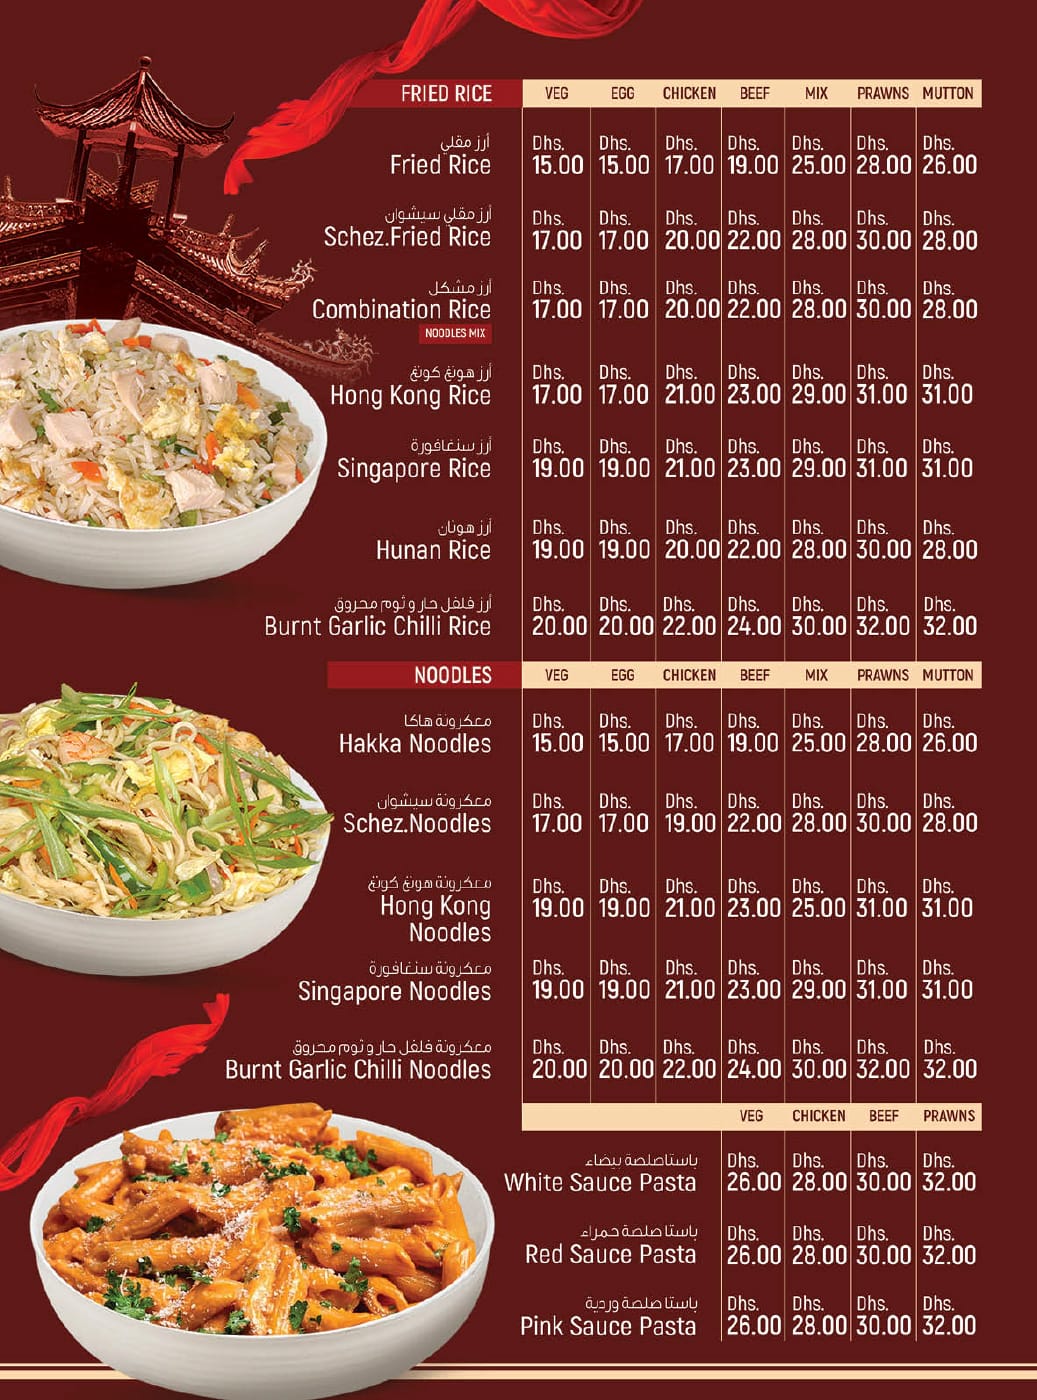 FRIED RICE VEG EGG CHICKEN BEEF MIX PRAWNS MUTTON
أرز مقلي Dhs. Dhs. Dhs. Dhs. Dhs. Dhs. Dhs.
Fried Rice 15.00 15.00 17.00 19.00 25.00 28.00 26.00
أرز مقلي سيشوان Dhs. Dhs. Dhs. Dhs. Dhs. Dhs. Dhs.
Schez.Fried Rice 17.00 17.00 20.00 22.00 28.00 30.00 28.00
أرز مشكل Dhs. Dhs. Dhs. Dhs. Dhs. Dhs. Dhs.
Combination Rice 17.00 17.00 20.00 22.00 28.00 30.00 28.00
NOODLES MIX
أرز هونغ كونغ Dhs. Dhs. Dhs. Dhs. Dhs. Dhs. Dhs.
Hong Kong Rice 17.00 17.00 21.00 23.00 29.00 31.00 31.00
أرز سنغافورة Dhs. Dhs. Dhs. Dhs. Dhs. Dhs. Dhs.
Singapore Rice 19.00 19.00 21.00 23.00 29.00 31.00 31.00
أرز هونان Dhs. Dhs. Dhs. Dhs. Dhs. Dhs. Dhs.
Hunan Rice 19.00 19.00 20.00 22.00 28.00 30.00 28.00
أرز فلفل حار و ثوم محروق Dhs. Dhs. Dhs. Dhs. Dhs. Dhs. Dhs.
Burnt Garlic Chilli Rice 20.00 20.00 22.00 24.00 30.00 32.00 32.00
NOODLES VEG EGG CHICKEN BEEF MIX PRAWNS MUTTON
معكرونة هاكا Dhs. Dhs. Dhs. Dhs. Dhs. Dhs. Dhs.
Hakka Noodles 15.00 15.00 17.00 19.00 25.00 28.00 26.00
معكرونة سيشوان Dhs. Dhs. Dhs. Dhs. Dhs. Dhs. Dhs.
Schez.Noodles 17.00 17.00 19.00 22.00 28.00 30.00 28.00
معكرونة هونغ كونغ Dhs. Dhs. Dhs. Dhs. Dhs. Dhs. Dhs.
Hong Kong 19.00 19.00 21.00 23.00 25.00 31.00 31.00
Noodles
معكرونة سنغافورة Dhs. Dhs. Dhs. Dhs. Dhs. Dhs. Dhs.
Singapore Noodles 19.00 19.00 21.00 23.00 29.00 31.00 31.00
معكرونة فلفل حار و ثوم محروق Dhs. Dhs. Dhs. Dhs. Dhs. Dhs. Dhs.
Burnt Garlic Chilli Noodles 20.00 20.00 22.00 24.00 30.00 32.00 32.00
VEG CHICKEN BEEF PRAWNS
باستا صلصة بيضاء Dhs. Dhs. Dhs. Dhs.
White Sauce Pasta 26.00 28.00 30.00 32.00
باستا صلصة حمراء Dhs. Dhs. Dhs. Dhs.
Red Sauce Pasta 26.00 28.00 30.00 32.00
باستا صلصة وردية Dhs. Dhs. Dhs. Dhs.
Pink Sauce Pasta 26.00 28.00 30.00 32.00